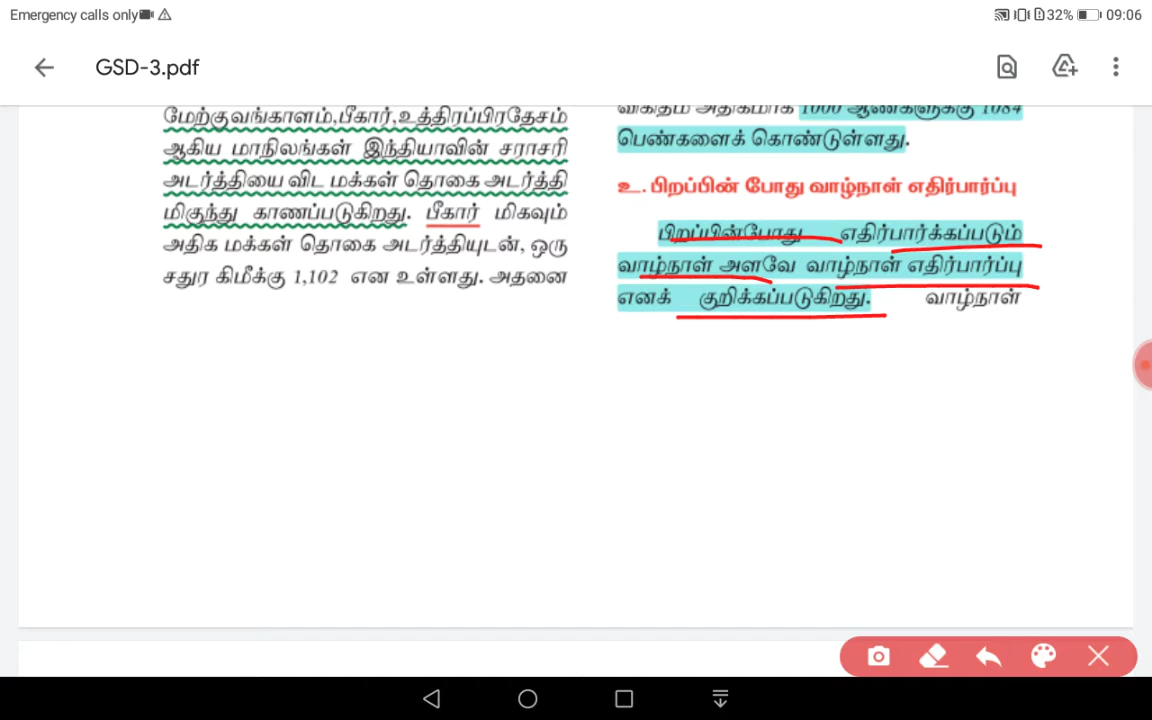 Emergency calls only
32% 09:06
GSD-3.pdf
மேற்குவங்காளம்,பீகார்,உத்திரப்பிரதேசம்
ஆகிய மாநிலங்கள் இந்தியாவின் சராசரி
அடர்த்தியை விட மக்கள் தொகை அடர்த்தி
மிகுந்து காணப்படுகிறது. பீகார் மிகவும்
அதிக மக்கள் தொகை அடர்த்தியுடன், ஒரு
சதுர கிமீக்கு 1,102 என உள்ளது. அதனை
விகிதம் அதிகமாக 1000 ஆண்களுக்கு 1084
பெண்களைக் கொண்டுள்ளது.
உ. பிறப்பின் போது வாழ்நாள் எதிர்பார்ப்பு
பிறப்பின்போது எதிர்பார்க்கப்படும்
வாழ்நாள் அளவே வாழ்நாள் எதிர்பார்ப்பு
எனக் குறிக்கப்படுகிறது. வாழ்நாள்